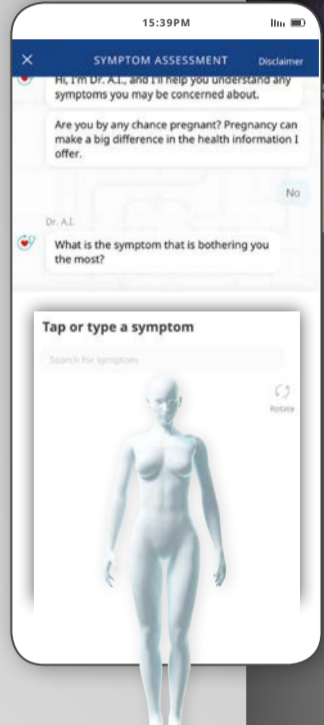 15:39PM
SYMPTOM ASSESSMENT Disclaimer
Hi, I'm Dr. A.I., and I'll help you understand any
symptoms you may be concerned about.
Are you by any chance pregnant? Pregnancy can
make a big difference in the health information I
offer.
No
Dr. A.I.
What is the symptom that is bothering you
the most?
Tap or type a symptom
Search for symptom
Rotate